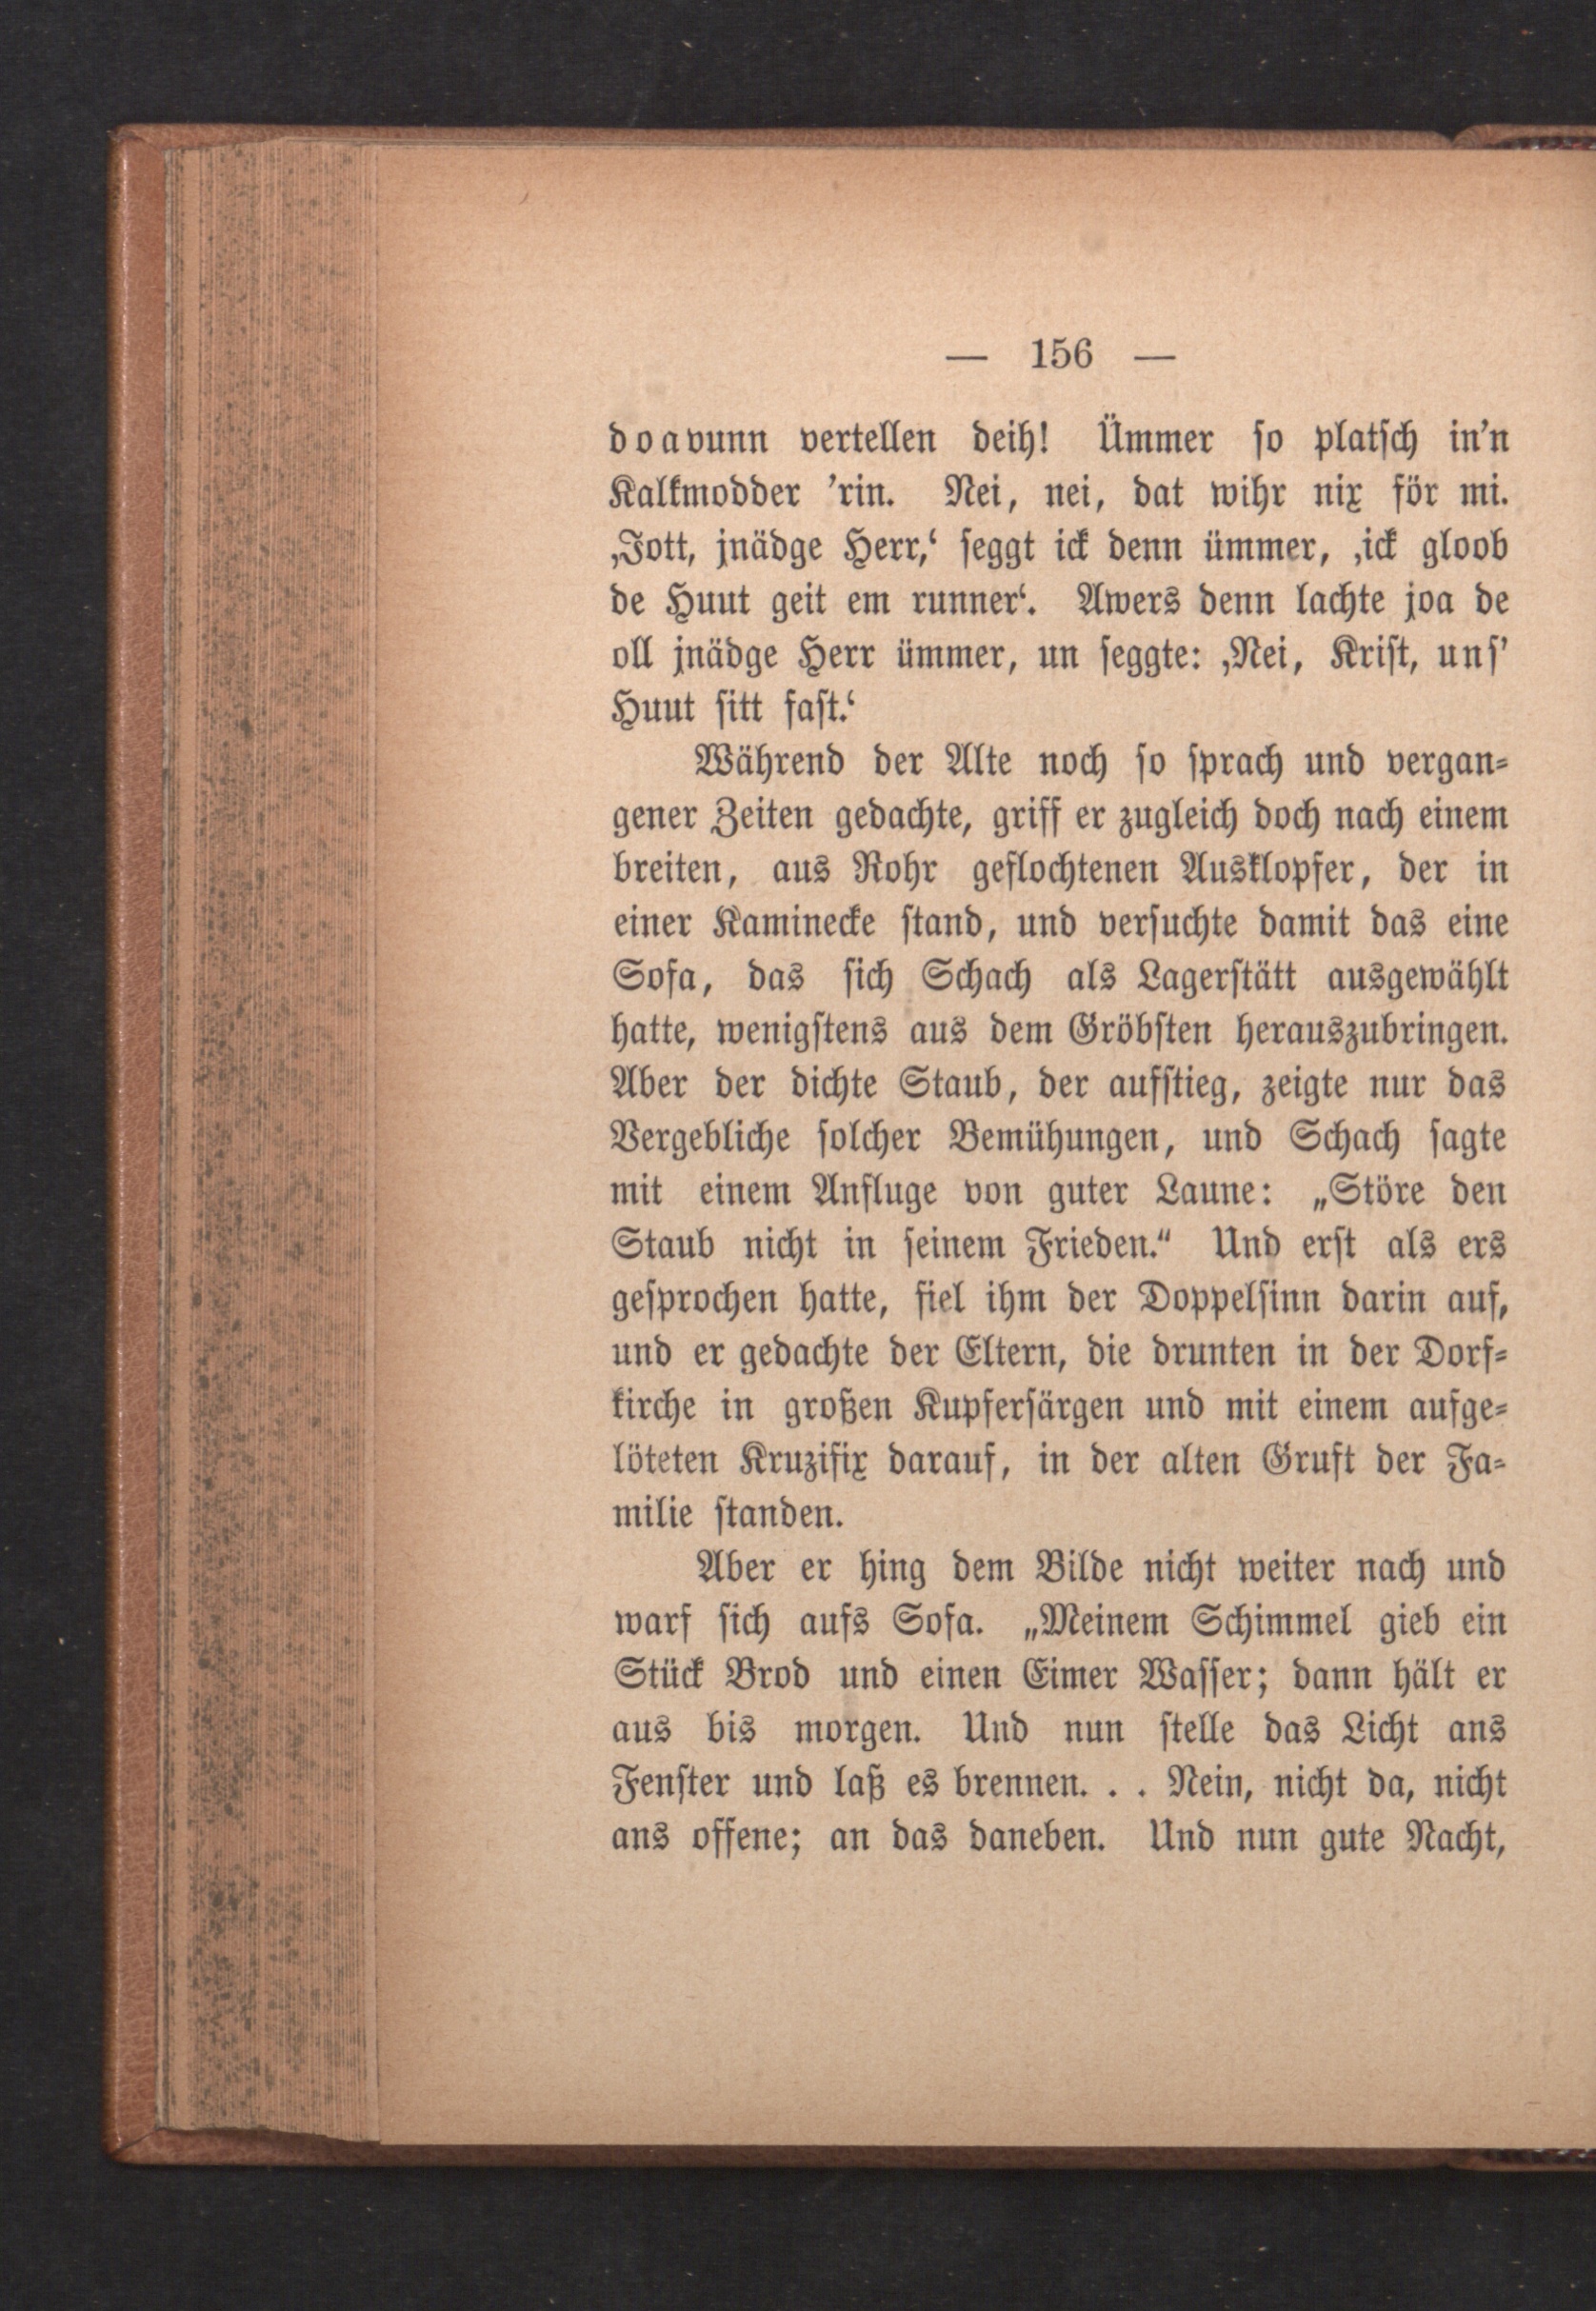 — 156 —
doavunn vertellen deih! Ümmer ſo platſch in’n
Kalkmodder ’rin. Nei, nei, dat wihr nix för mi.
‚Jott, jnädge Herr,‘ ſeggt ick denn ümmer, ‚ick gloob
de Huut geit em runner‘. Awers denn lachte joa de
oll jnädge Herr ümmer, un ſeggte: ‚Nei, Kriſt, unſ’
Huut ſitt faſt.‘
Während der Alte noch ſo ſprach und vergan-
gener Zeiten gedachte, griff er zugleich doch nach einem
breiten, aus Rohr geflochtenen Ausklopfer, der in
einer Kaminecke ſtand, und verſuchte damit das eine
Sofa, das ſich Schach als Lagerſtätt ausgewählt
hatte, wenigſtens aus dem Gröbſten herauszubringen.
Aber der dichte Staub, der aufſtieg, zeigte nur das
Vergebliche ſolcher Bemühungen, und Schach ſagte
mit einem Anfluge von guter Laune: „Störe den
Staub nicht in ſeinem Frieden.“ Und erſt als ers
geſprochen hatte, fiel ihm der Doppelſinn darin auf,
und er gedachte der Eltern, die drunten in der Dorf-
kirche in großen Kupferſärgen und mit einem aufge-
löteten Kruzifix darauf, in der alten Gruft der Fa-
milie ſtanden.
Aber er hing dem Bilde nicht weiter nach und
warf ſich aufs Sofa. „Meinem Schimmel gieb ein
Stück Brod und einen Eimer Waſſer; dann hält er
aus bis morgen. Und nun ſtelle das Licht ans
Fenſter und laß es brennen. . . Nein, nicht da, nicht
ans offene; an das daneben. Und nun gute Nacht,